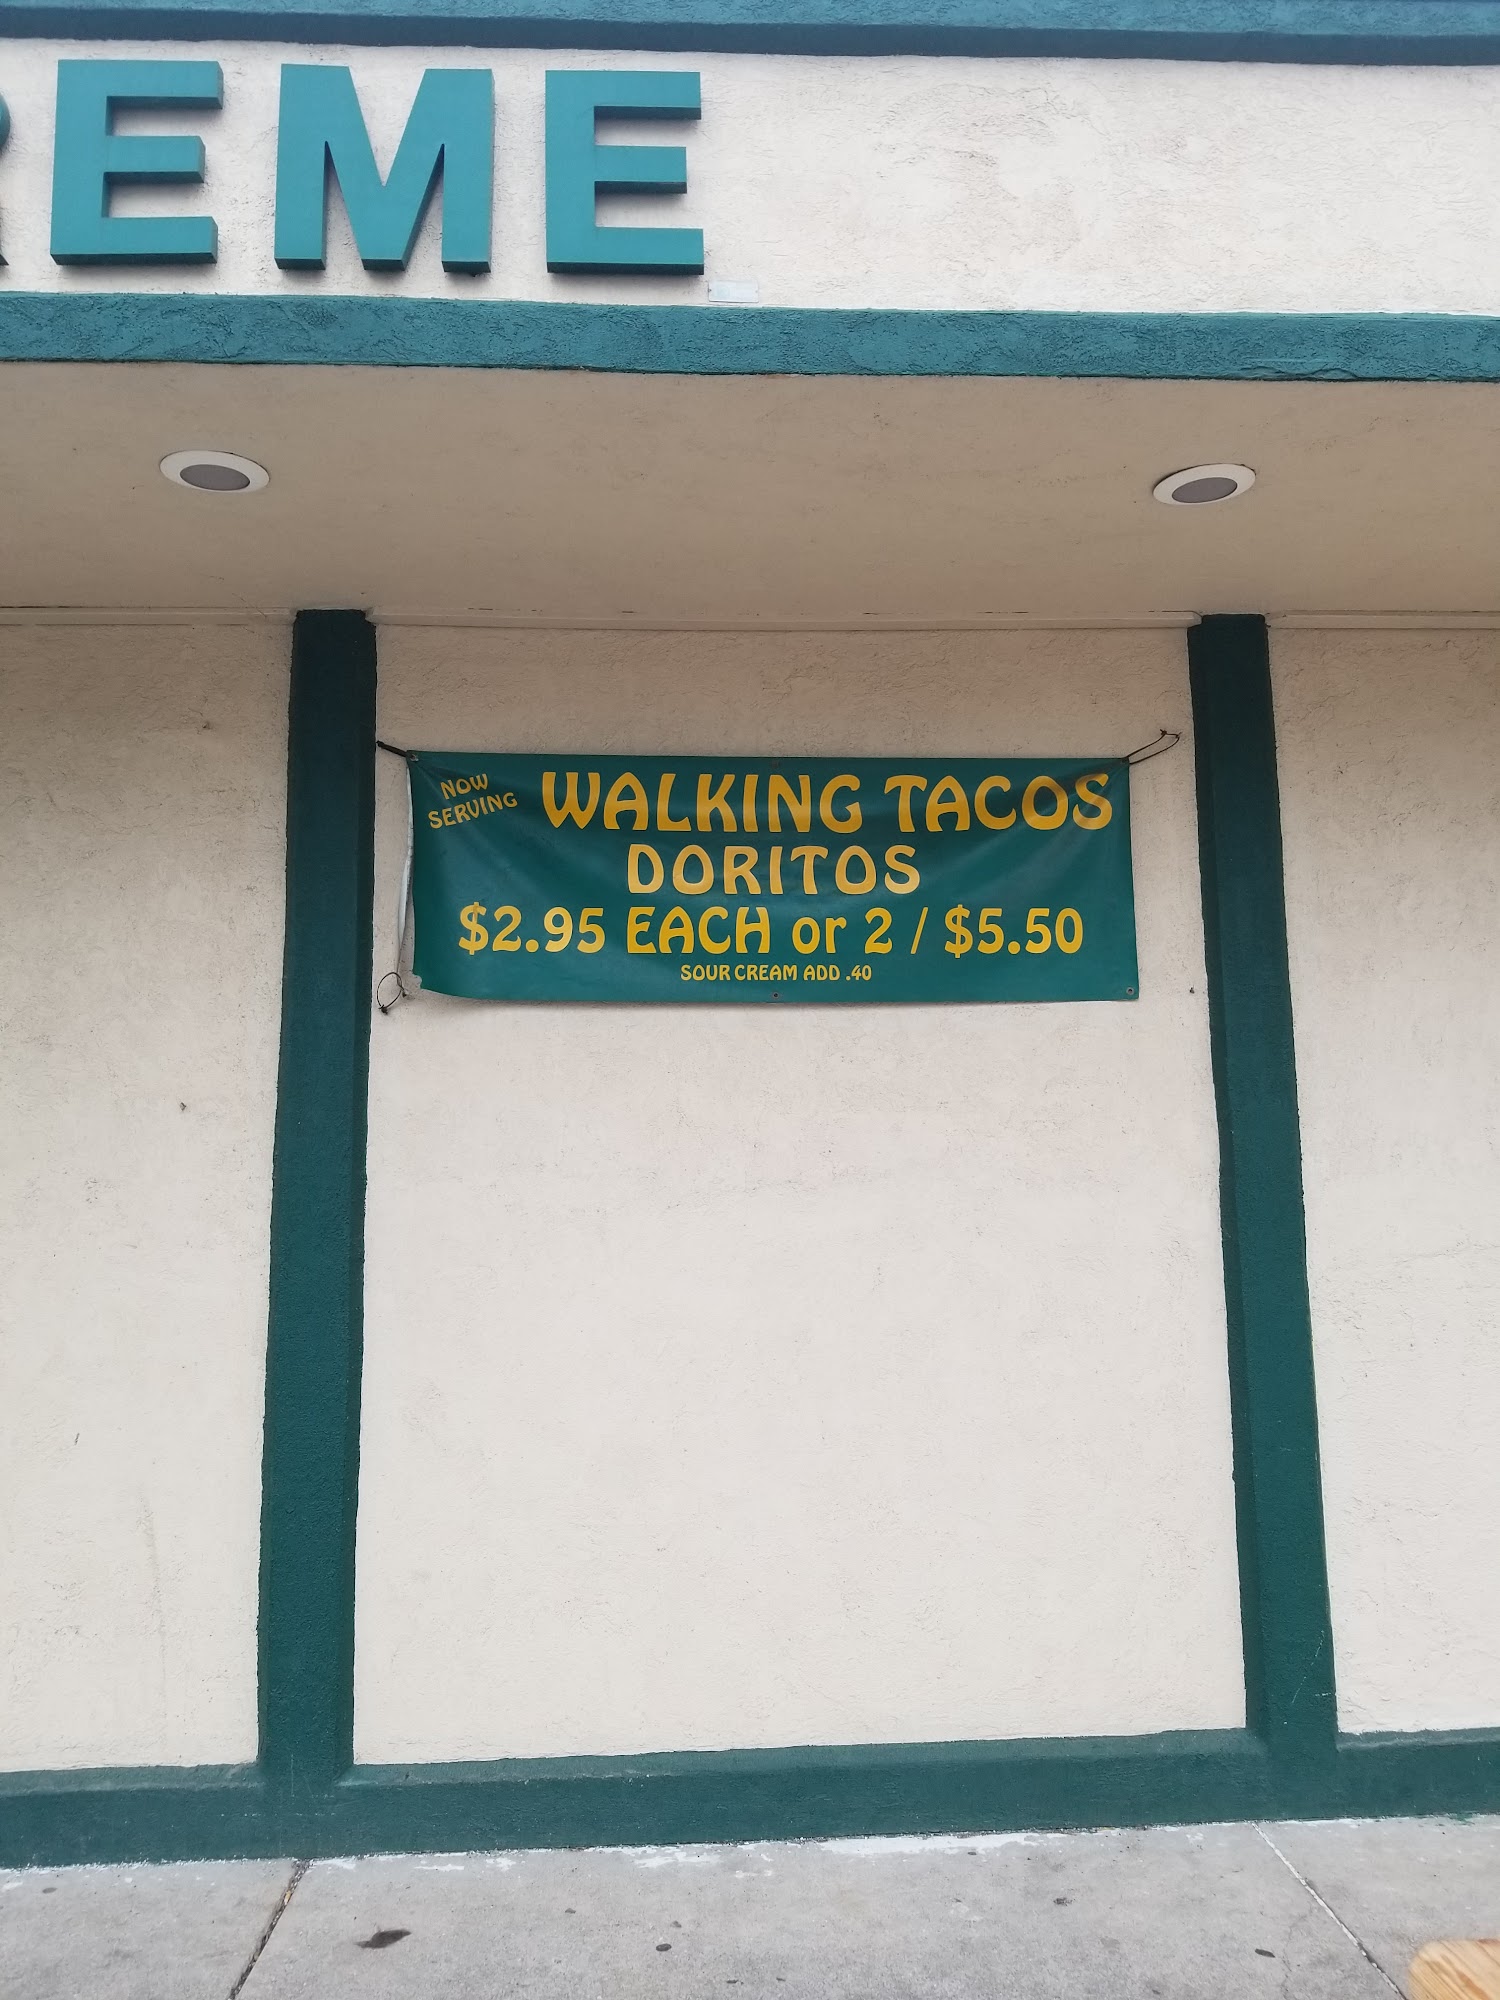 REME
NOW
SERVING
WALKING TACOS
DORITOS
$2.95 EACH or 2 / $5.50
SOUR CREAM ADD .40